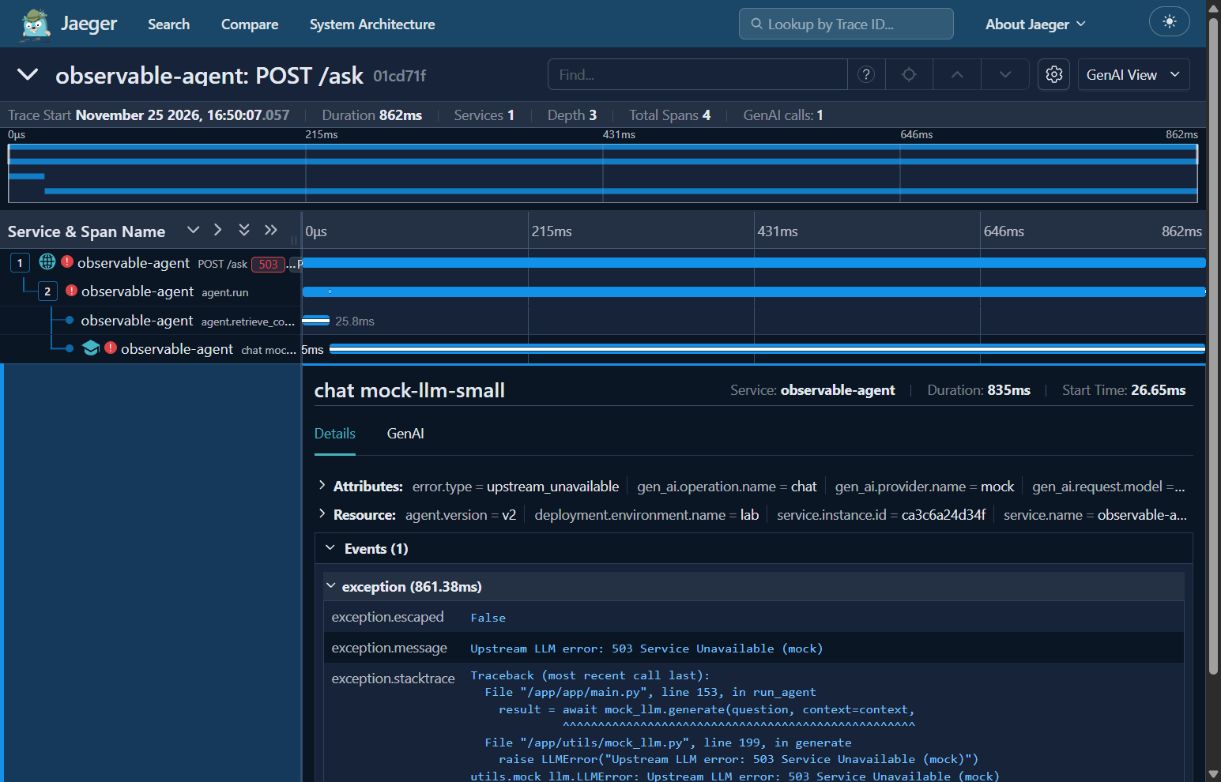 Jaeger Search Compare System Architecture Lookup by Trace ID... About Jaeger
observable-agent: POST /ask 01cd71f Find... ? GenAI View
Trace Start November 25 2026, 16:50:07.057 Duration 862ms Services 1 Depth 3 Total Spans 4 GenAI calls: 1
0μs 215ms 431ms 646ms 862ms
Service & Span Name 0μs 215ms 431ms 646ms 862ms
1 observable-agent POST /ask 503 ...P
2 observable-agent agent.run
observable-agent agent.retrieve_co... 25.8ms
observable-agent chat moc... 5ms
chat mock-llm-small Service: observable-agent Duration: 835ms Start Time: 26.65ms
Details GenAI
Attributes: error.type = upstream_unavailable gen_ai.operation.name = chat gen_ai.provider.name = mock gen_ai.request.model =...
Resource: agent.version = v2 deployment.environment.name = lab service.instance.id = ca3c6a24d34f service.name = observable-a...
Events (1)
exception (861.38ms)
exception.escaped False
exception.message Upstream LLM error: 503 Service Unavailable (mock)
exception.stacktrace Traceback (most recent call last):
File "/app/app/main.py", line 153, in run_agent
result = await mock_llm.generate(question, context=context,
^^^^^^^^^^^^^^^^^^^^^^^^^^^^^^^^^^^^^^^^^^^^^^^^^^
File "/app/utils/mock_llm.py", line 199, in generate
raise LLMError("Upstream LLM error: 503 Service Unavailable (mock)")
utils.mock_llm.LLMError: Upstream LLM error: 503 Service Unavailable (mock)